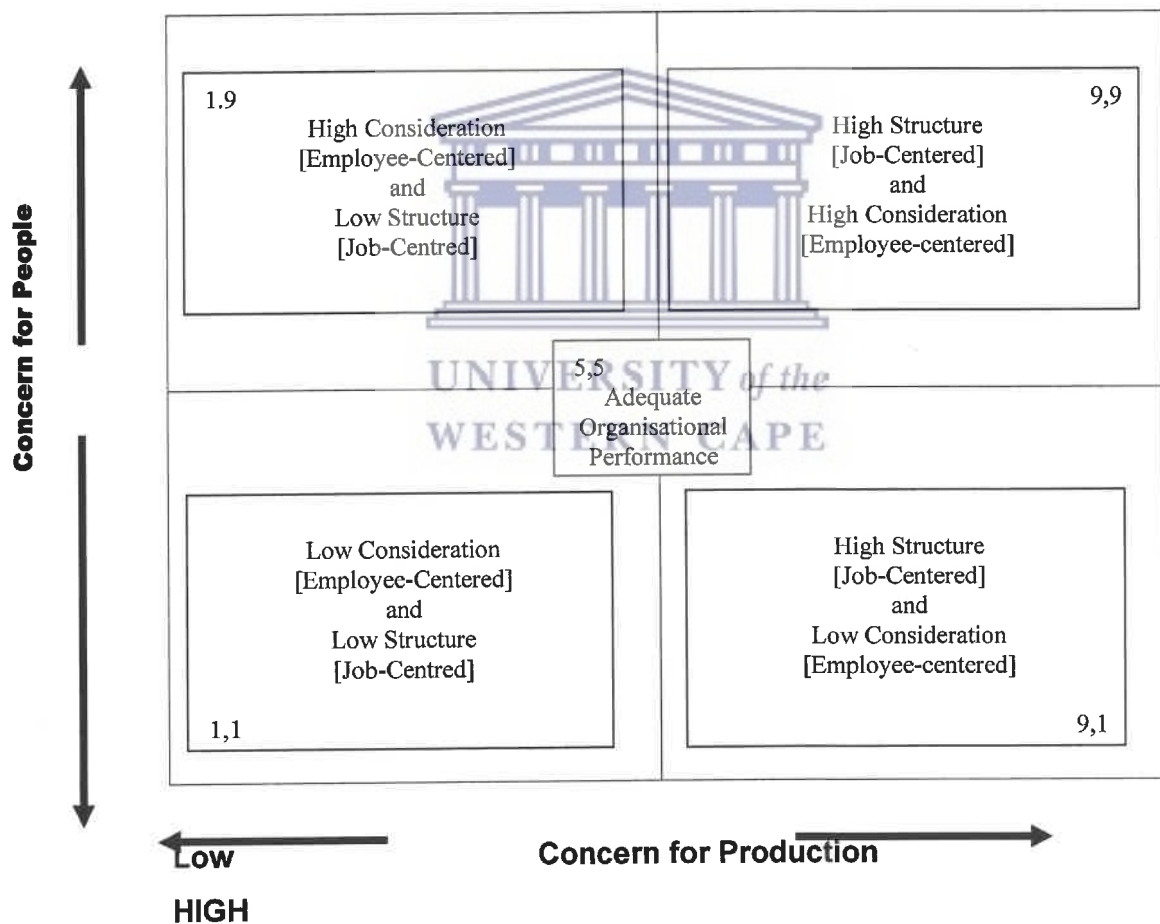 1.9
High Consideration
[Employee-Centered]
and
Low Structure
[Job-Centred]
9,9
High Structure
[Job-Centered]
and
High Consideration
[Employee-centered]
Concern for People
UNIVERSITY of the
WESTERN CAPE
5,5
Adequate
Organisational
Performance
Low Consideration
[Employee-Centered]
and
Low Structure
[Job-Centred]
1,1
High Structure
[Job-Centered]
and
Low Consideration
[Employee-centered]
9,1
Low
Concern for Production
HIGH